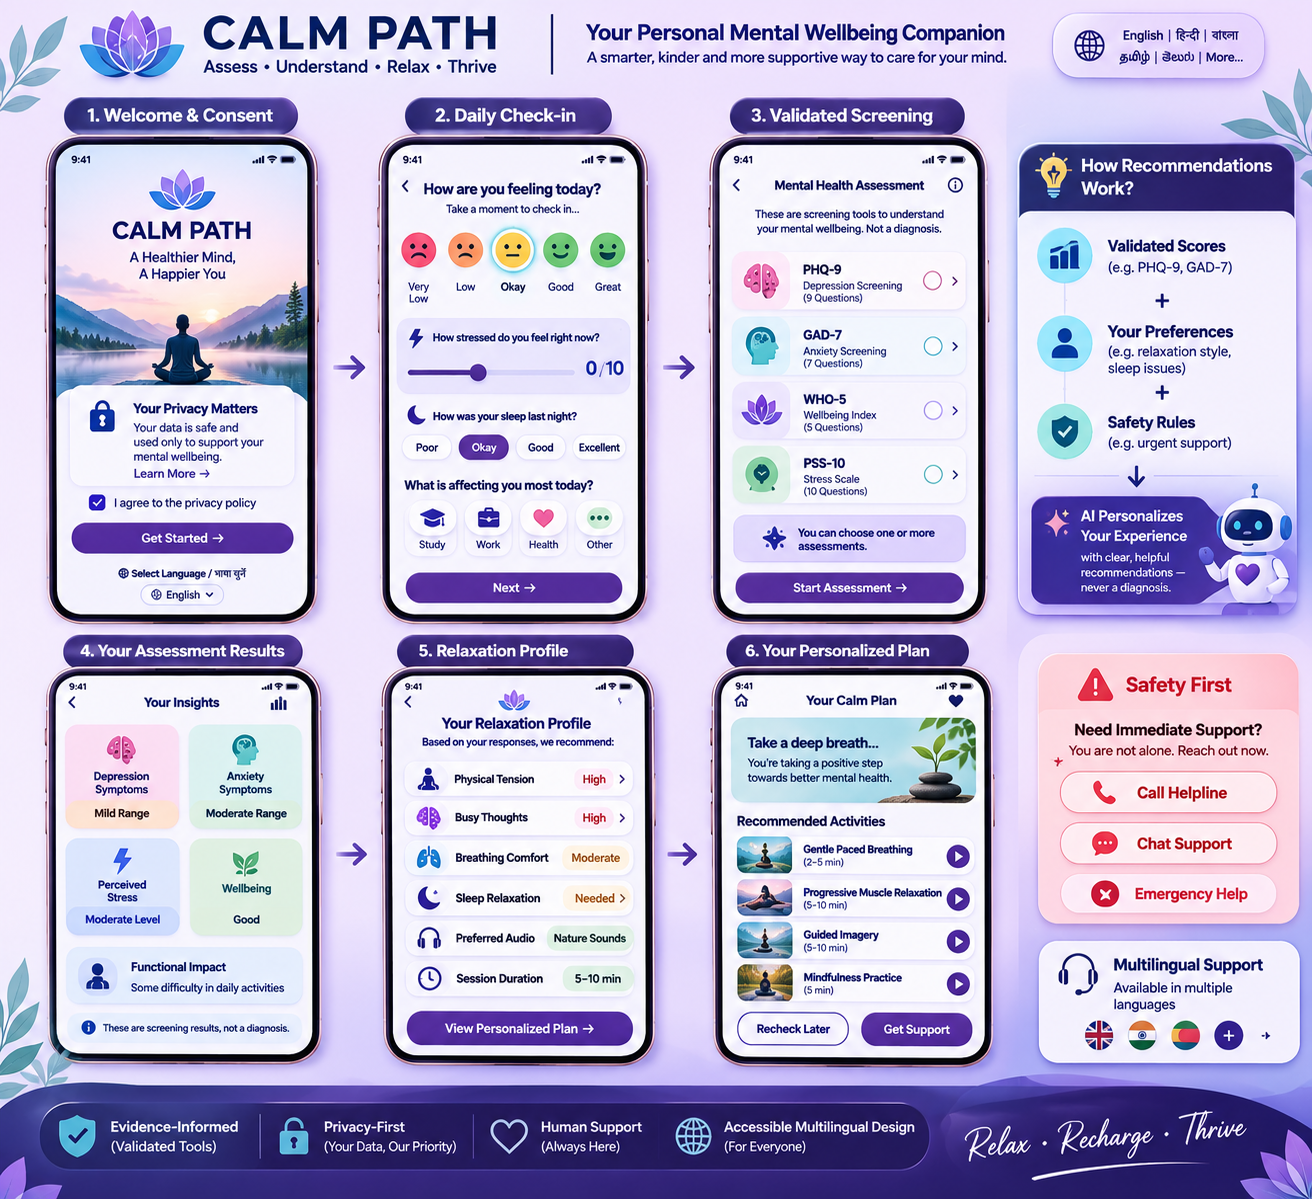 CALM PATH
Assess • Understand • Relax • Thrive
Your Personal Mental Wellbeing Companion
A smarter, kinder and more supportive way to care for your mind.
English | हिन्दी | বাংলা
தமிழ் | తెలుగు | More...
1. Welcome & Consent
9:41
CALM PATH
A Healthier Mind,
A Happier You
Your Privacy Matters
Your data is safe and
used only to support your
mental wellbeing.
Learn More →
I agree to the privacy policy
Get Started →
Select Language / भाषा चुनें
English
2. Daily Check-in
9:41
How are you feeling today?
Take a moment to check in...
Very Low
Low
Okay
Good
Great
How stressed do you feel right now?
0/10
How was your sleep last night?
Poor
Okay
Good
Excellent
What is affecting you most today?
Study
Work
Health
Other
Next →
3. Validated Screening
9:41
Mental Health Assessment
These are screening tools to understand
your mental wellbeing. Not a diagnosis.
PHQ-9
Depression Screening
(9 Questions)
GAD-7
Anxiety Screening
(7 Questions)
WHO-5
Wellbeing Index
(5 Questions)
PSS-10
Stress Scale
(10 Questions)
You can choose one or more
assessments.
Start Assessment →
How Recommendations
Work?
Validated Scores
(e.g. PHQ-9, GAD-7)
+
Your Preferences
(e.g. relaxation style,
sleep issues)
+
Safety Rules
(e.g. urgent support)
AI Personalizes
Your Experience
with clear, helpful
recommendations —
never a diagnosis.
4. Your Assessment Results
9:41
Your Insights
Depression
Symptoms
Mild Range
Anxiety
Symptoms
Moderate Range
Perceived
Stress
Moderate Level
Wellbeing
Good
Functional Impact
Some difficulty in daily activities
These are screening results, not a diagnosis.
5. Relaxation Profile
9:41
Your Relaxation Profile
Based on your responses, we recommend:
Physical Tension High
Busy Thoughts High
Breathing Comfort Moderate
Sleep Relaxation Needed
Preferred Audio Nature Sounds
Session Duration 5-10 min
View Personalized Plan →
6. Your Personalized Plan
9:41
Your Calm Plan
Take a deep breath...
You're taking a positive step
towards better mental health.
Recommended Activities
Gentle Paced Breathing
(2-5 min)
Progressive Muscle Relaxation
(5-10 min)
Guided Imagery
(5-10 min)
Mindfulness Practice
(5 min)
Recheck Later
Get Support
Safety First
Need Immediate Support?
You are not alone. Reach out now.
Call Helpline
Chat Support
Emergency Help
Multilingual Support
Available in multiple
languages
Evidence-Informed
(Validated Tools)
Privacy-First
(Your Data, Our Priority)
Human Support
(Always Here)
Accessible Multilingual Design
(For Everyone)
Relax • Recharge • Thrive